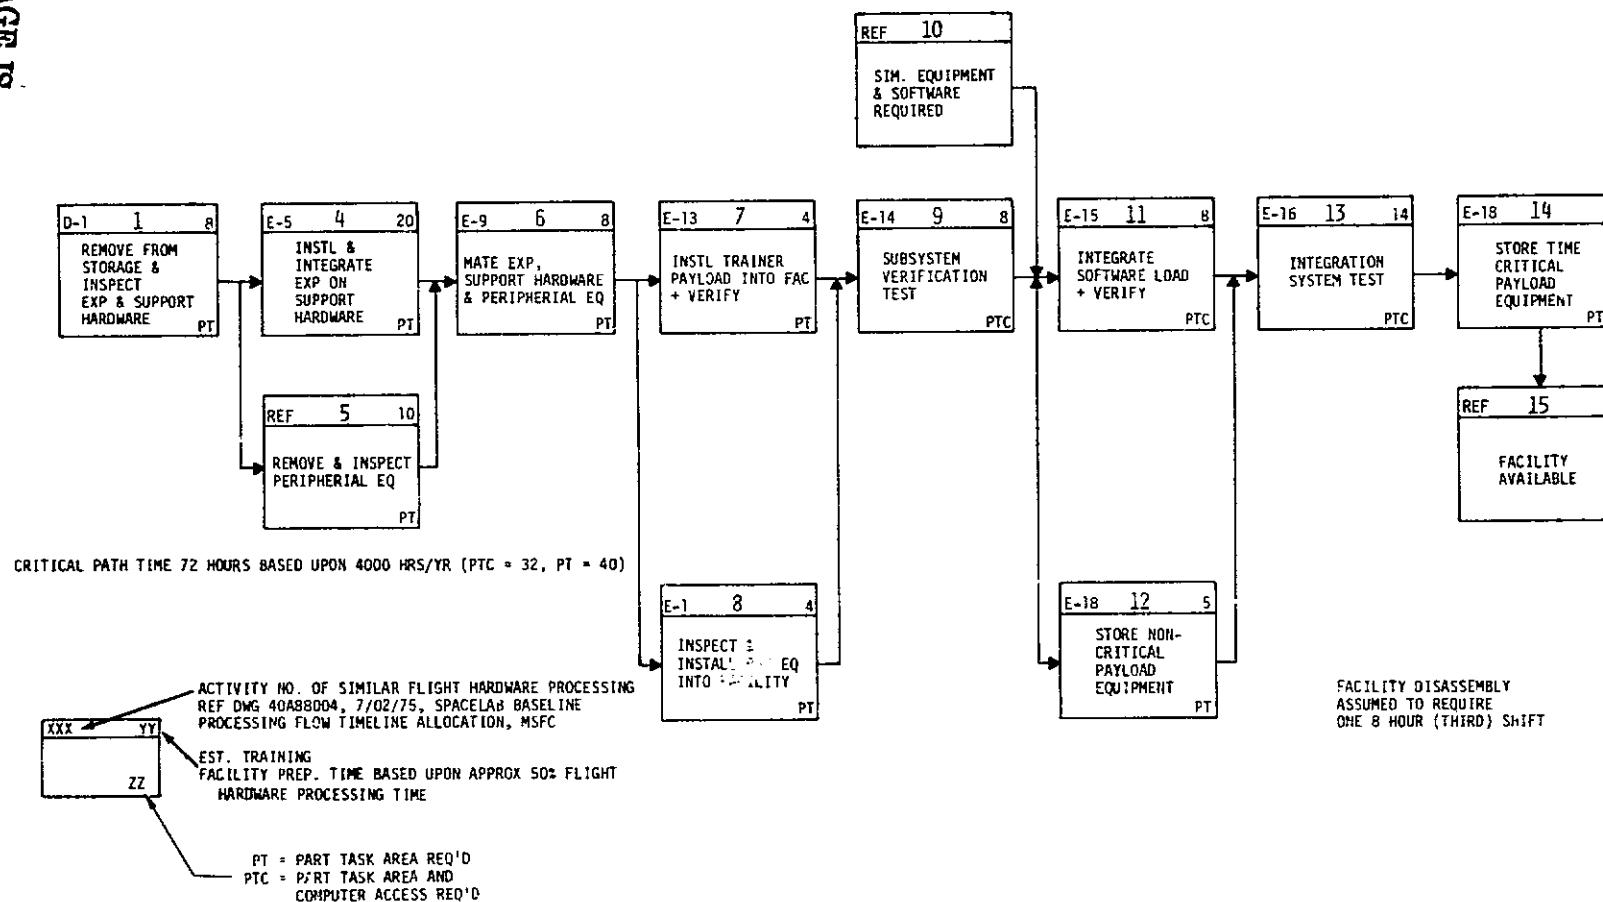 REF 10
SIM. EQUIPMENT
& SOFTWARE
REQUIRED
D-1 1 8
REMOVE FROM
STORAGE &
INSPECT
EXP & SUPPORT
HARDWARE
PT
E-5 4 20
INSTL &
INTEGRATE
EXP ON
SUPPORT
HARDWARE
PT
E-9 6 8
MATE EXP,
SUPPORT HARDWARE
& PERIPHERIAL EQ
PT
E-13 7 4
INSTL TRAINER
PAYLOAD INTO FAC
+ VERIFY
PT
E-14 9 8
SUBSYSTEM
VERIFICATION
TEST
PTC
E-15 11 8
INTEGRATE
SOFTWARE LOAD
+ VERIFY
PTC
E-16 13 14
INTEGRATION
SYSTEM TEST
PTC
E-18 14
STORE TIME
CRITICAL
PAYLOAD
EQUIPMENT
PT
REF 5 10
REMOVE & INSPECT
PERIPHERIAL EQ
PT
REF 15
FACILITY
AVAILABLE
CRITICAL PATH TIME 72 HOURS BASED UPON 4000 HRS/YR (PTC = 32, PT = 40)
E-1 8 4
INSPECT
INSTALL EQ
INTO FACILITY
PT
E-18 12 5
STORE NON-
CRITICAL
PAYLOAD
EQUIPMENT
PT
FACILITY DISASSEMBLY
ASSUMED TO REQUIRE
ONE 8 HOUR (THIRD) SHIFT
XXX YY
ZZ
ACTIVITY NO. OF SIMILAR FLIGHT HARDWARE PROCESSING
REF DWG 40A88004, 7/02/75, SPACELAB BASELINE
PROCESSING FLOW TIMELINE ALLOCATION, MSFC
EST. TRAINING
FACILITY PREP. TIME BASED UPON APPROX 50% FLIGHT
HARDWARE PROCESSING TIME
PT = PART TASK AREA REQ'D
PTC = PART TASK AREA AND
COMPUTER ACCESS REQ'D